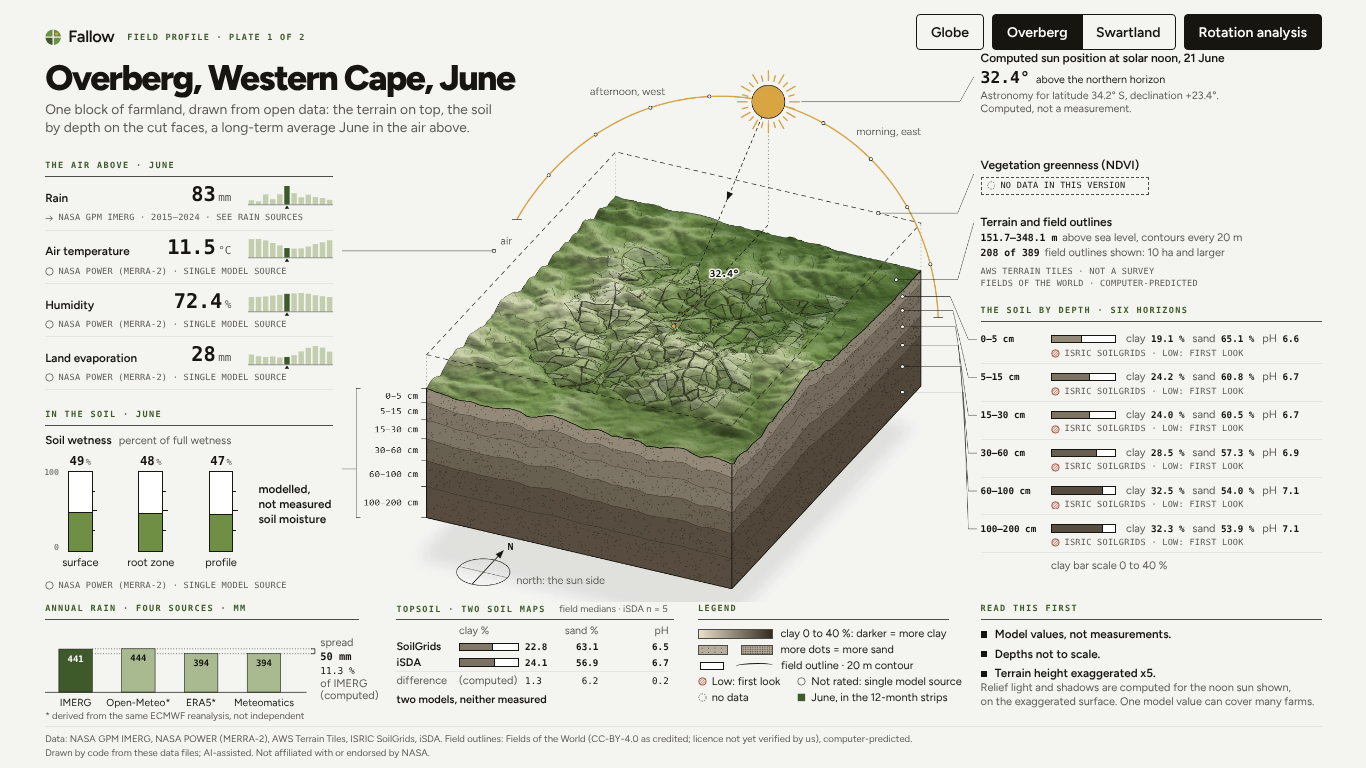 Fallow FIELD PROFILE · PLATE 1 OF 2
Globe
Overberg
Swartland
Rotation analysis
Overberg, Western Cape, June
One block of farmland, drawn from open data: the terrain on top, the soil
by depth on the cut faces, a long-term average June in the air above.
THE AIR ABOVE · JUNE
Rain 83 mm
→ NASA GPM IMERG · 2015–2024 · SEE RAIN SOURCES
Air temperature 11.5 °C
NASA POWER (MERRA-2) · SINGLE MODEL SOURCE
Humidity 72.4 %
NASA POWER (MERRA-2) · SINGLE MODEL SOURCE
Land evaporation 28 mm
NASA POWER (MERRA-2) · SINGLE MODEL SOURCE
IN THE SOIL · JUNE
Soil wetness percent of full wetness
49% 48% 47%
100
0
modelled,
not measured
soil moisture
surface root zone profile
NASA POWER (MERRA-2) · SINGLE MODEL SOURCE
afternoon, west
morning, east
air
32.4°
0–5 cm
5–15 cm
15–30 cm
30–60 cm
60–100 cm
100–200 cm
N
north: the sun side
Computed sun position at solar noon, 21 June
32.4° above the northern horizon
Astronomy for latitude 34.2° S, declination +23.4°.
Computed, not a measurement.
Vegetation greenness (NDVI)
NO DATA IN THIS VERSION
Terrain and field outlines
151.7–348.1 m above sea level, contours every 20 m
208 of 389 field outlines shown: 10 ha and larger
AWS TERRAIN TILES · NOT A SURVEY
FIELDS OF THE WORLD · COMPUTER-PREDICTED
THE SOIL BY DEPTH · SIX HORIZONS
0–5 cm clay 19.1 % sand 65.1 % pH 6.6
ISRIC SOILGRIDS · LOW: FIRST LOOK
5–15 cm clay 24.2 % sand 60.8 % pH 6.7
ISRIC SOILGRIDS · LOW: FIRST LOOK
15–30 cm clay 24.0 % sand 60.5 % pH 6.7
ISRIC SOILGRIDS · LOW: FIRST LOOK
30–60 cm clay 28.5 % sand 57.3 % pH 6.9
ISRIC SOILGRIDS · LOW: FIRST LOOK
60–100 cm clay 32.5 % sand 54.0 % pH 7.1
ISRIC SOILGRIDS · LOW: FIRST LOOK
100–200 cm clay 32.3 % sand 53.9 % pH 7.1
ISRIC SOILGRIDS · LOW: FIRST LOOK
clay bar scale 0 to 40 %
ANNUAL RAIN · FOUR SOURCES · MM
441 444 394 394
spread
50 mm
11.3 %
of IMERG
(computed)
IMERG Open-Meteo* ERA5* Meteomatics
* derived from the same ECMWF reanalysis, not independent
TOPSOIL · TWO SOIL MAPS field medians · iSDA n = 5
clay % sand % pH
SoilGrids 22.8 63.1 6.5
iSDA 24.1 56.9 6.7
difference (computed) 1.3 6.2 0.2
two models, neither measured
LEGEND
clay 0 to 40 %: darker = more clay
more dots = more sand
field outline · 20 m contour
Low: first look Not rated: single model source
no data June, in the 12-month strips
READ THIS FIRST
Model values, not measurements.
Depths not to scale.
Terrain height exaggerated x5.
Relief light and shadows are computed for the noon sun shown,
on the exaggerated surface. One model value can cover many farms.
Data: NASA GPM IMERG, NASA POWER (MERRA-2), AWS Terrain Tiles, ISRIC SoilGrids, iSDA. Field outlines: Fields of the World (CC-BY-4.0 as credited; licence not yet verified by us), computer-predicted.
Drawn by code from these data files; AI-assisted. Not affiliated with or endorsed by NASA.